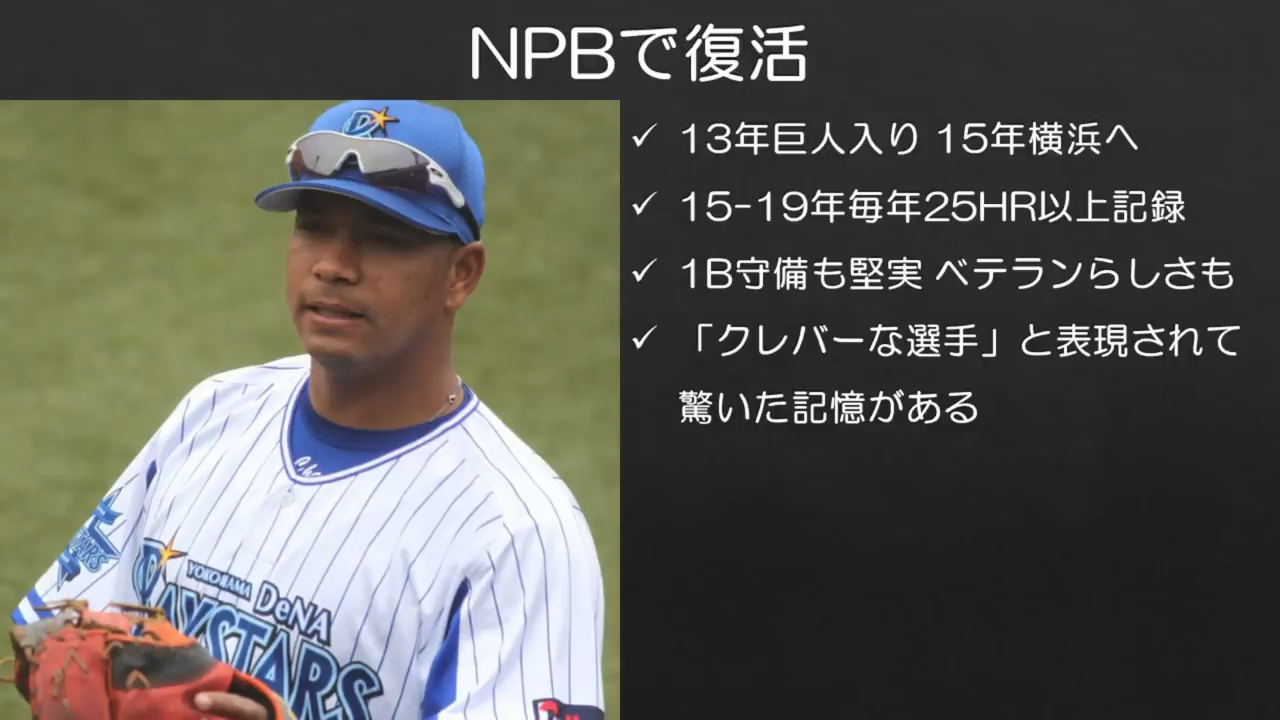 NPBで復活
✓ 13年巨人入り 15年横浜へ
✓ 15-19年毎年25HR以上記録
✓ 1B守備も堅実 ベテランらしさも
✓ 「クレバーな選手」と表現されて
驚いた記憶がある
D
STARS
YOKOHAMA DeNA
BAYSTARS